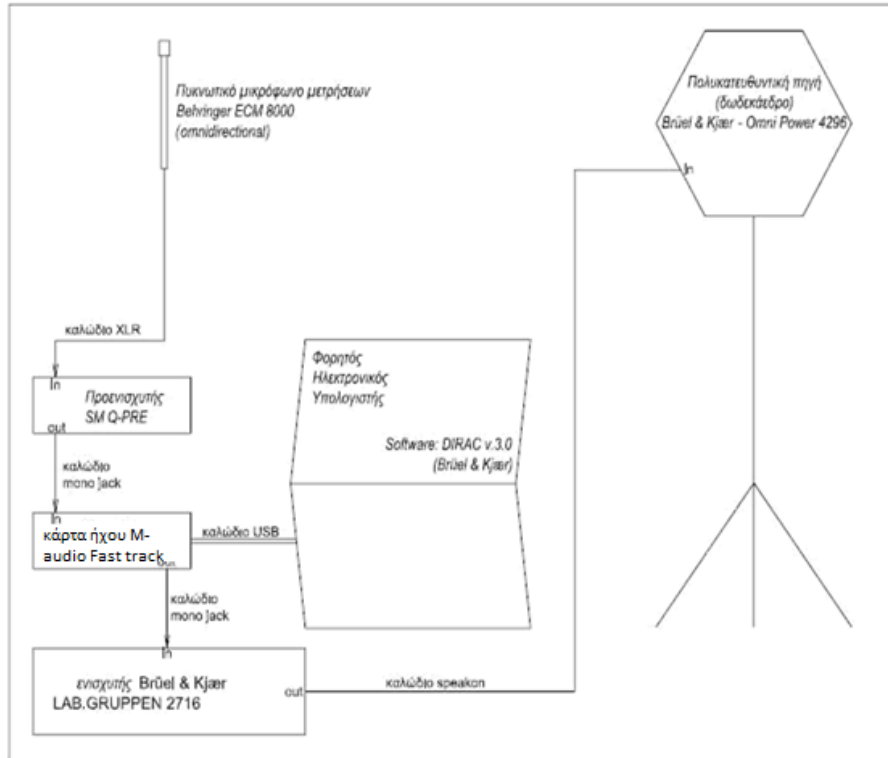 Πυκνωτικό μικρόφωνο μετρήσεων
Behringer ECM 8000
(omnidirectional)
Πολυκατευθυντική πηγή
(δωδεκάεδρο)
Brüel & Kjær - Omni Power 4296
In
καλώδιο XLR
In
Προενισχυτής
SM Q-PRE
out
καλώδιο
mono jack
Φορητός
Ηλεκτρονικός
Υπολογιστής
Software: DIRAC v.3.0
(Brüel & Kjær)
In
κάρτα ήχου M-
audio Fast track
out
καλώδιο USB
καλώδιο
mono jack
In
ενισχυτής Brüel & Kjær
LAB.GRUPPEN 2716
out
καλώδιο speakon